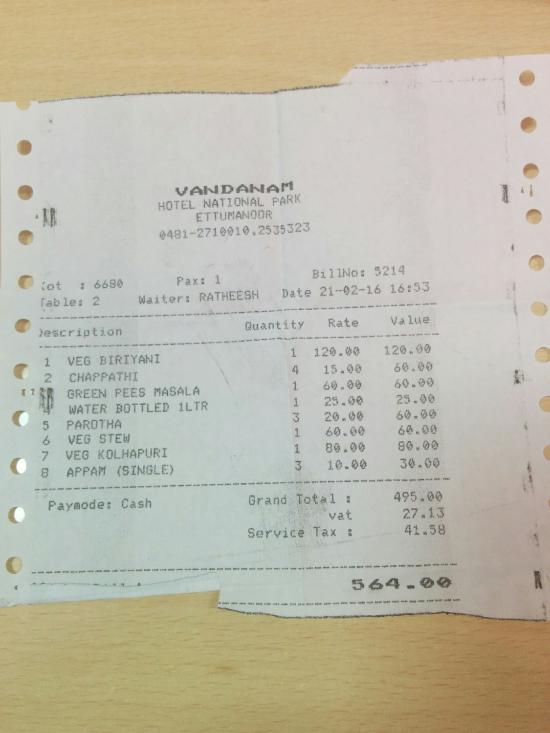 VANDANAM
HOTEL NATIONAL PARK
ETTUMANOOR
0481-2710010,2535323
ot : 6680 Pax: 1 BillNo: 5214
able: 2 Waiter: RATHEESH Date 21-02-16 16:53
escription Quantity Rate Value
1 VEG BIRIYANI 1 120.00 120.00
2 CHAPPATHI 4 15.00 60.00
GREEN PEES MASALA 1 60.00 60.00
WATER BOTTLED 1LTR 1 25.00 25.00
5 PAROTHA 3 20.00 60.00
6 VEG STEW 1 60.00 60.00
7 VEG KOLHAPURI 1 80.00 80.00
8 APPAM (SINGLE) 3 10.00 30.00
Paymode: Cash Grand Total : 495.00
vat 27.13
Service Tax : 41.58
564.00